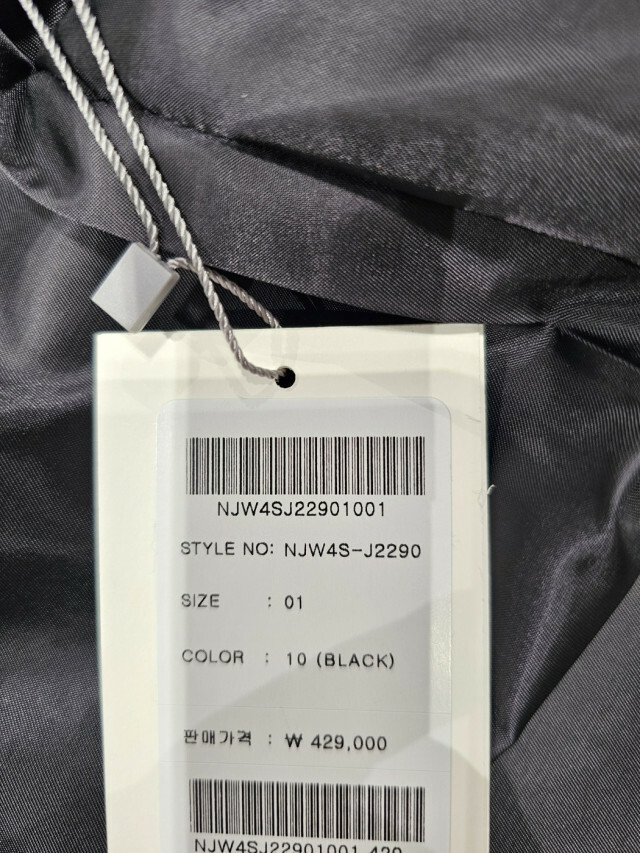 NJW4SJ22901001
STYLE NO: NJW4S-J2290
SIZE : 01
COLOR : 10 (BLACK)
판매가격 : ₩ 429,000
NJW4SJ22901001 429